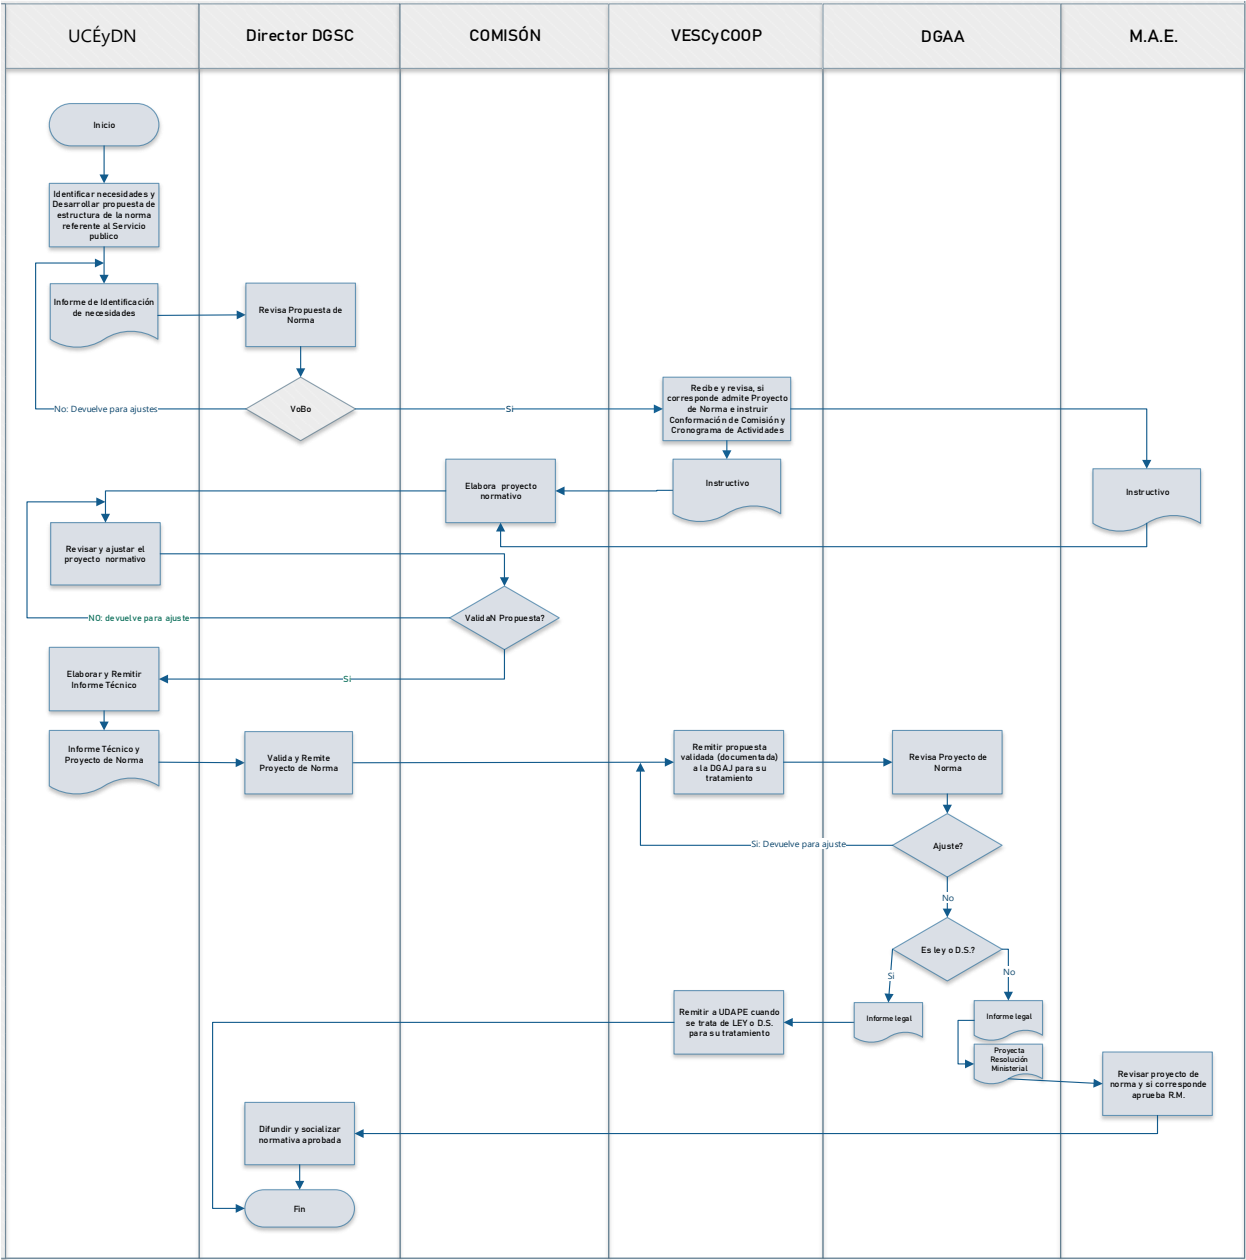 UCÉyDN
Director DGSC
COMISÓN
VESCyCOOP
DGAA
M.A.E.
Inicio
Identificar necesidades y
Desarrollar propuesta de
estructura de la norma
referente al Servicio
publico
Informe de Identificación
de necesidades
Revisa Propuesta de
Norma
VoBo
No: Devuelve para ajustes
Si
Recibe y revisa, si
corresponde admite Proyecto
de Norma e instruir
Conformación de Comisión y
Cronograma de Actividades
Instructivo
Instructivo
Elabora proyecto
normativo
Revisar y ajustar el
proyecto normativo
ValidaN Propuesta?
NO: devuelve para ajuste
Si
Elaborar y Remitir
Informe Técnico
Informe Técnico y
Proyecto de Norma
Valida y Remite
Proyecto de Norma
Remitir propuesta
validada (documentada)
a la DGAJ para su
tratamiento
Revisa Proyecto de
Norma
Ajuste?
Si: Devuelve para ajuste
No
Es ley o D.S.?
Si
No
Informe legal
Informe legal
Proyecta
Resolución
Ministerial
Remitir a UDAPE cuando
se trata de LEY o D.S.
para su tratamiento
Revisar proyecto de
norma y si corresponde
aprueba R.M.
Difundir y socializar
normativa aprobada
Fin